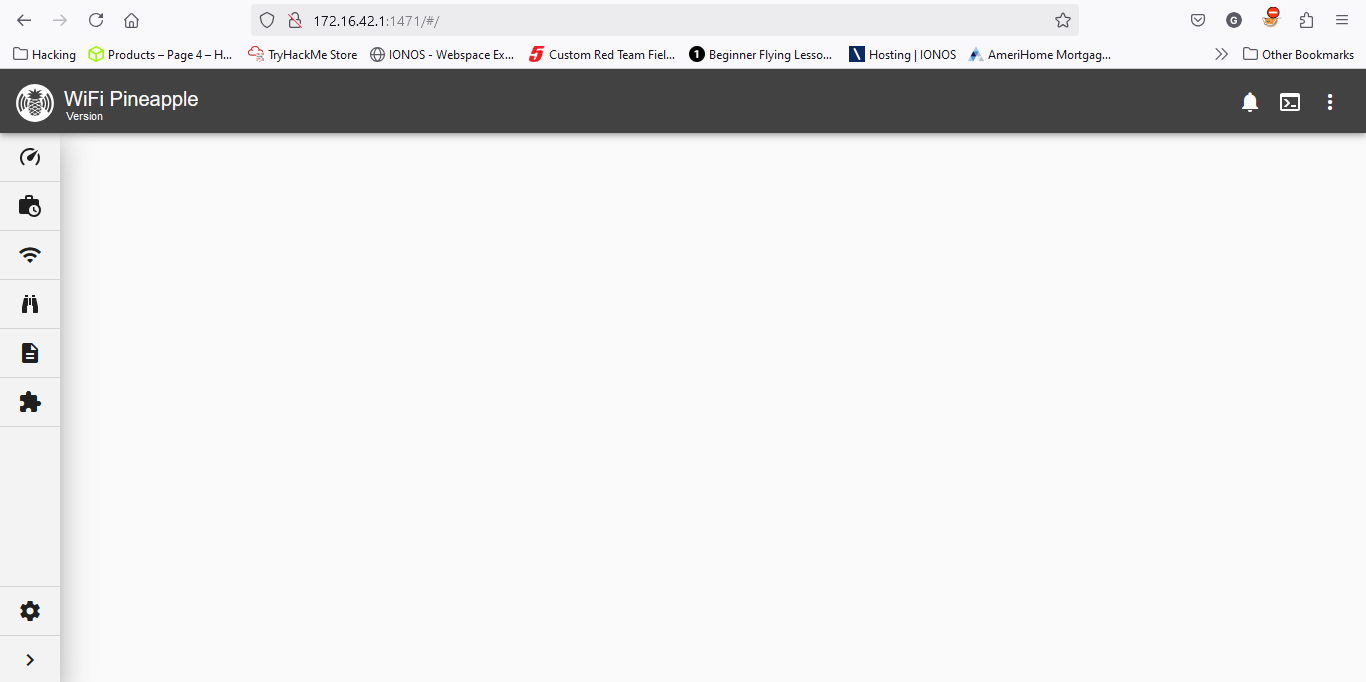 172.16.42.1:1471/#/
Hacking Products – Page 4 – H... TryHackMe Store IONOS - Webspace Ex... Custom Red Team Fiel... Beginner Flying Lesso... Hosting | IONOS AmeriHome Mortgag... Other Bookmarks
WiFi Pineapple
Version